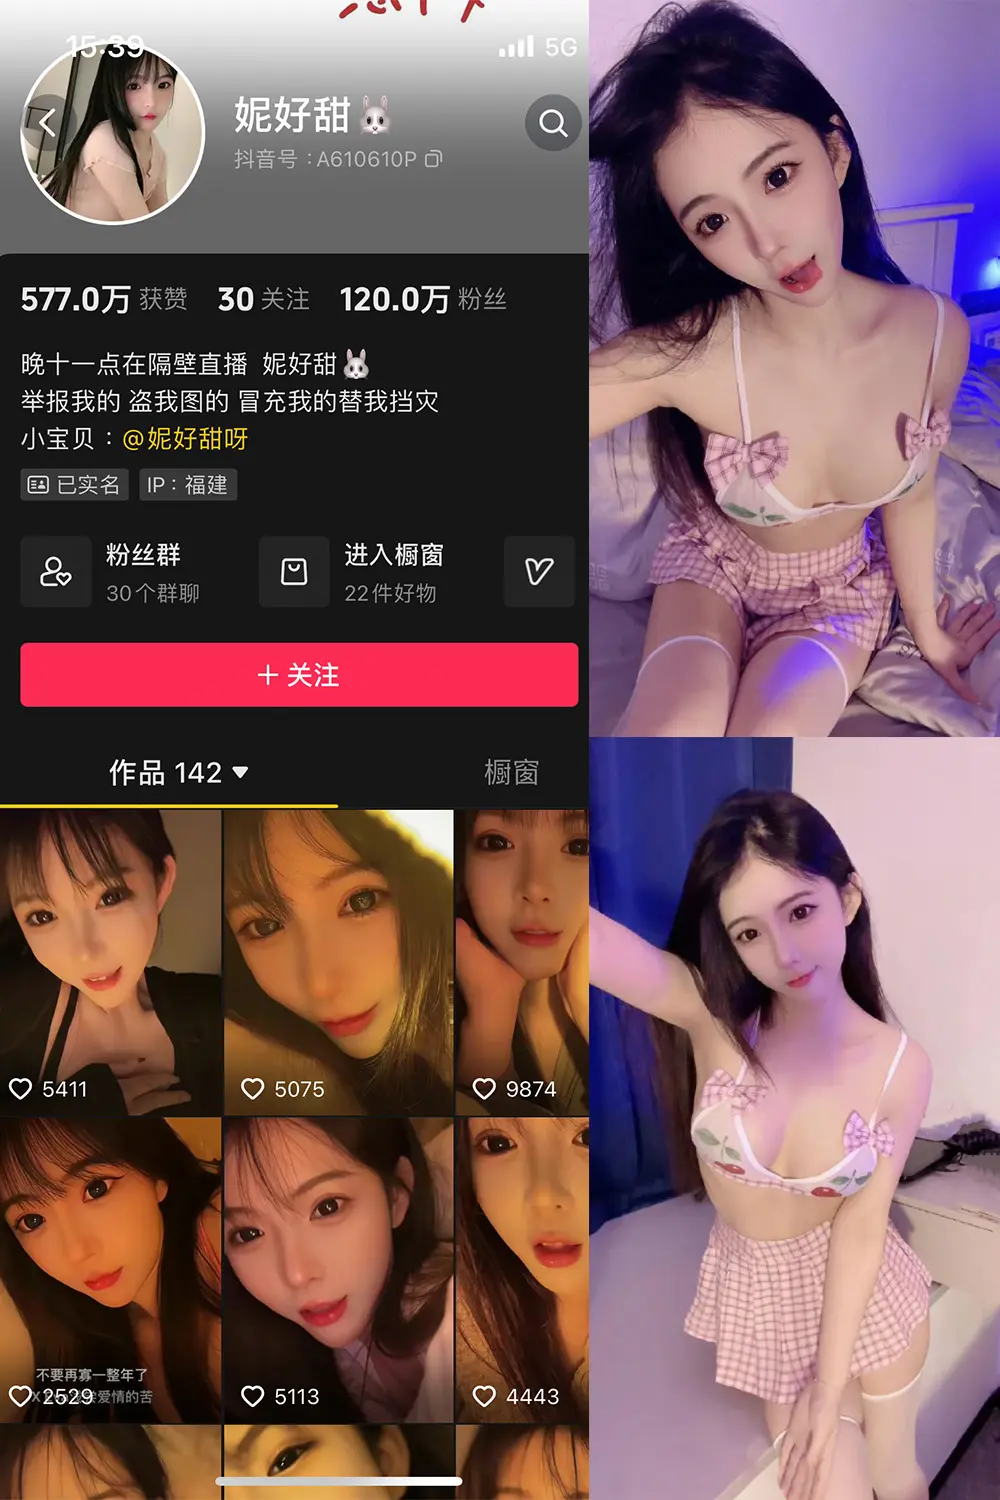 15:39
5G
妮好甜🐰
抖音号：A610610P
577.0万 获赞 30 关注 120.0万 粉丝
晚十一点在隔壁直播 妮好甜🐰
举报我的 盗我图的 冒充我的替我挡灾
小宝贝：@妮好甜呀
已实名 IP：福建
粉丝群
30个群聊
进入橱窗
22件好物
+ 关注
作品 142 橱窗
5411 5075 9874
不要再寡一整年了
爱情的苦
2529 5113 4443